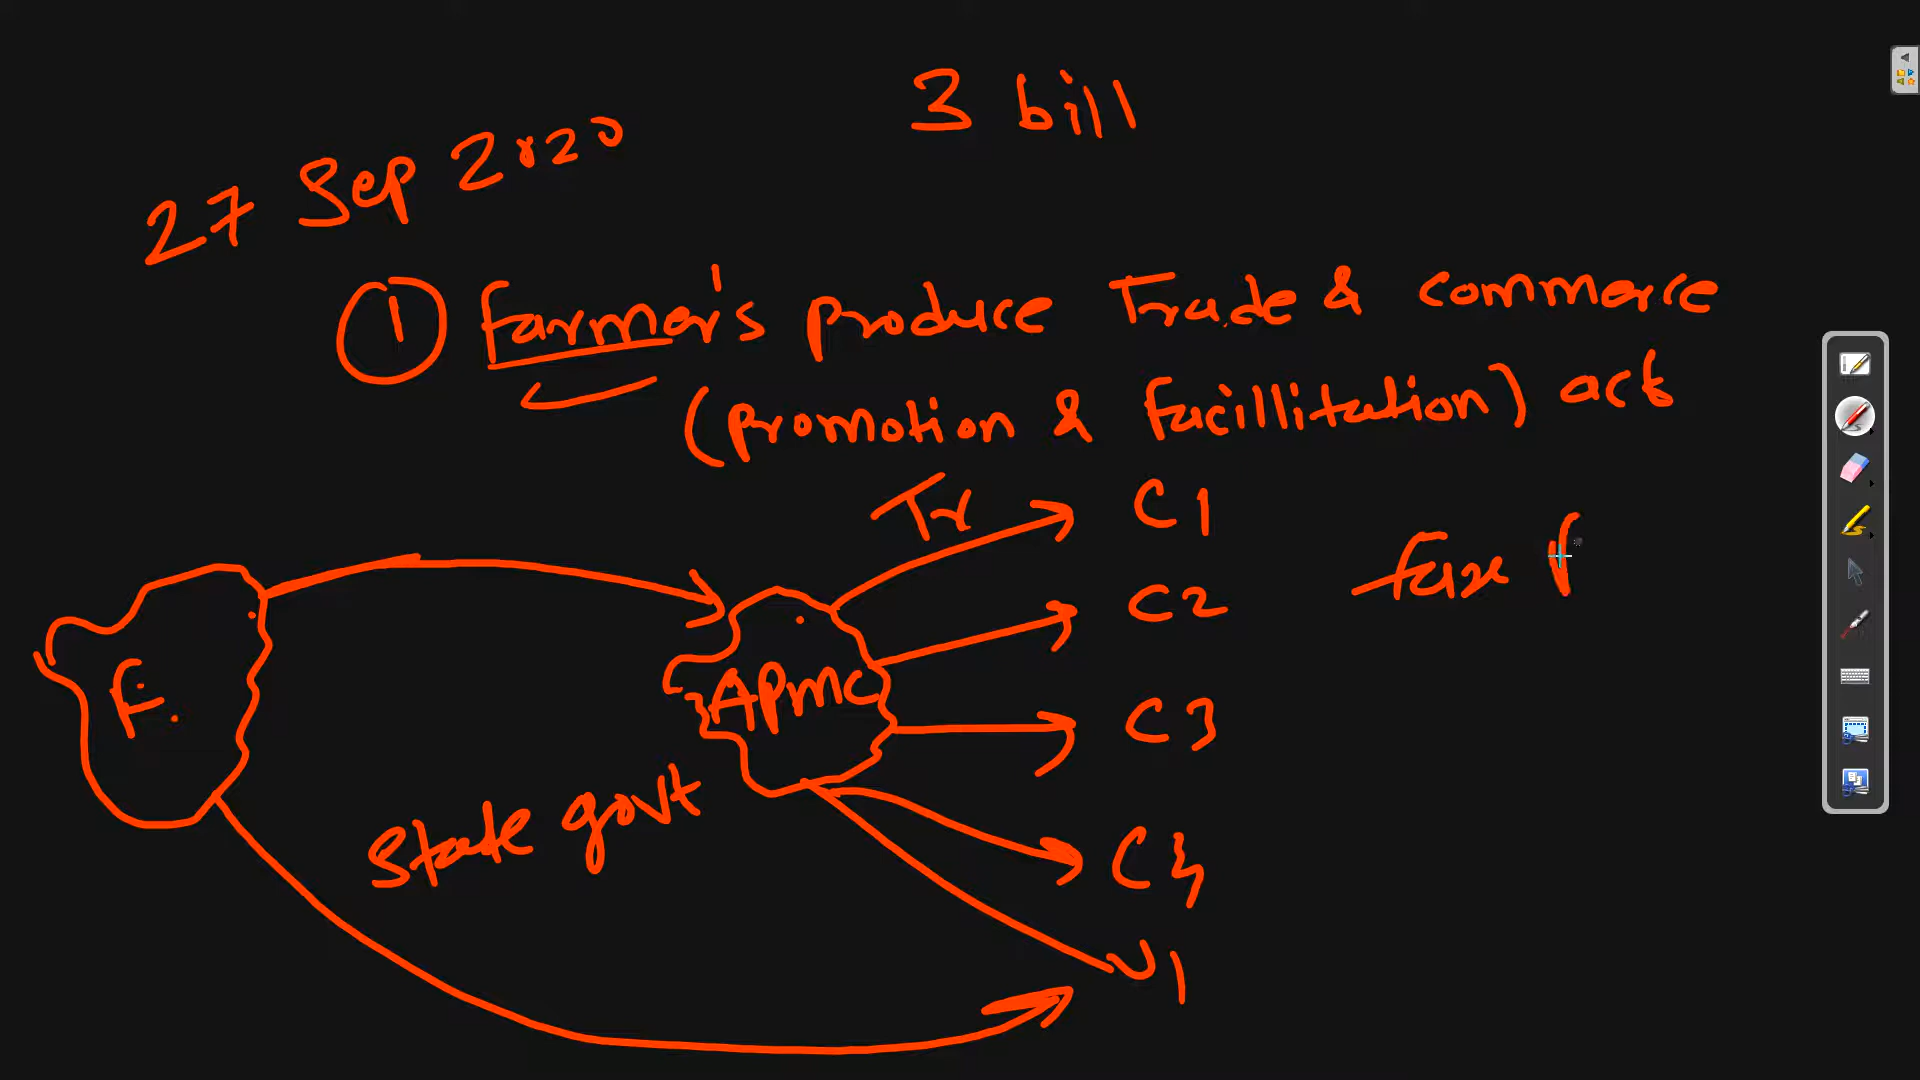 3 bill
27 Sep 2020
1 Farmer's produce Trade & commerce
(promotion & facillitation) act
Tr
C1
C2
C3
C4
V1
F.
APMC
State govt
tax f